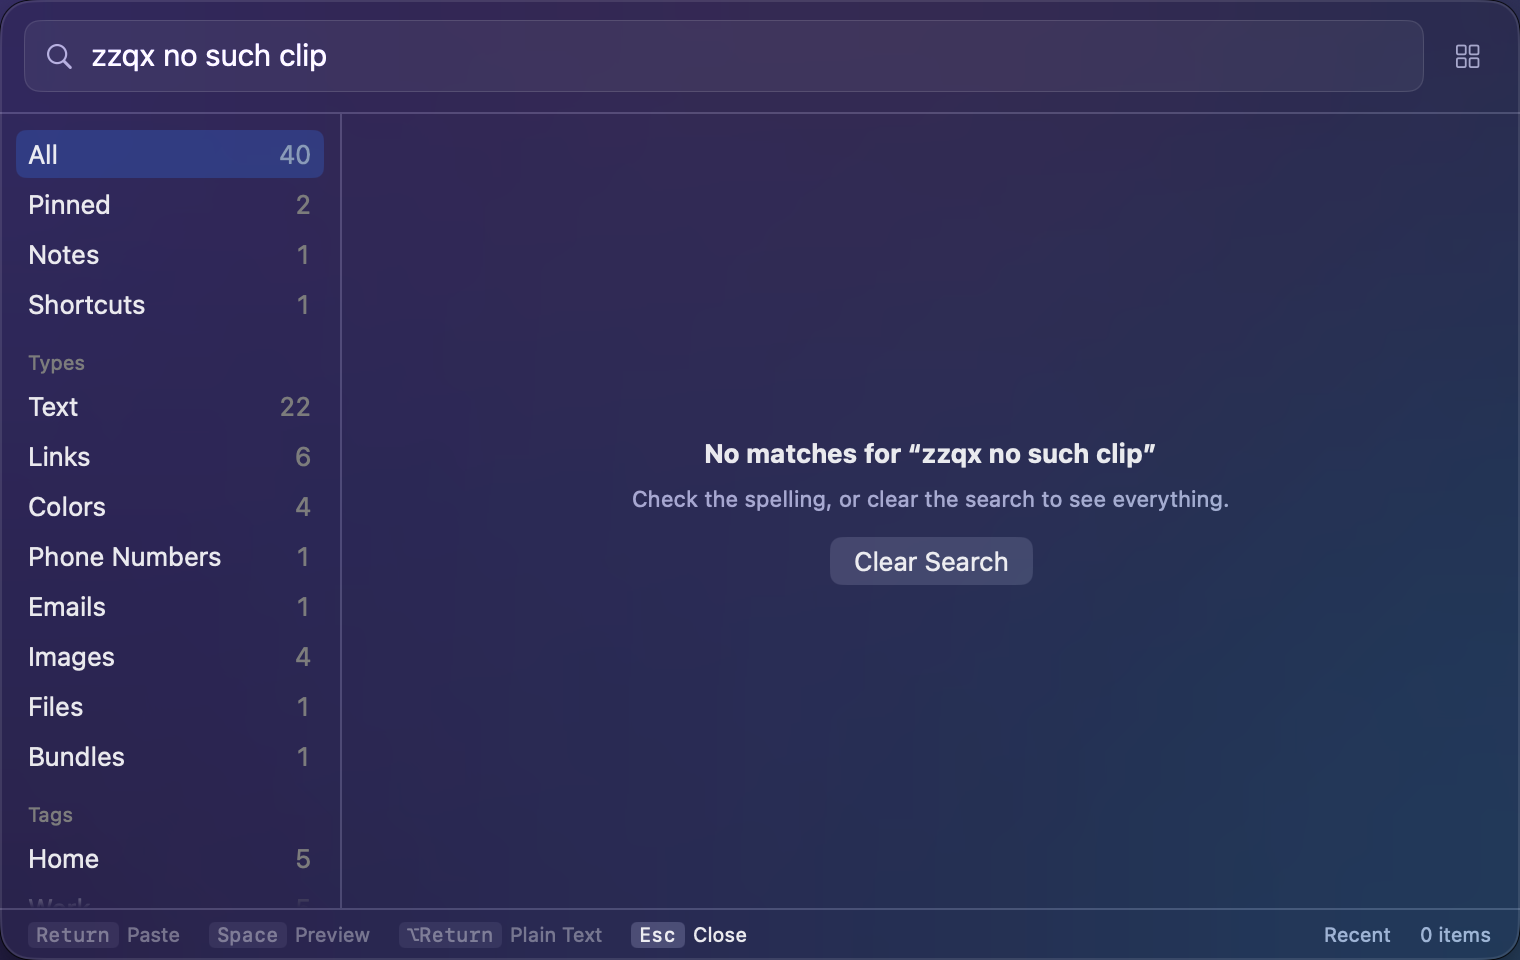 zzqx no such clip
All 40
Pinned 2
Notes 1
Shortcuts 1
Types
Text 22
Links 6
Colors 4
Phone Numbers 1
Emails 1
Images 4
Files 1
Bundles 1
Tags
Home 5
Work 5
No matches for “zzqx no such clip”
Check the spelling, or clear the search to see everything.
Clear Search
Return Paste Space Preview ⌥Return Plain Text Esc Close Recent 0 items